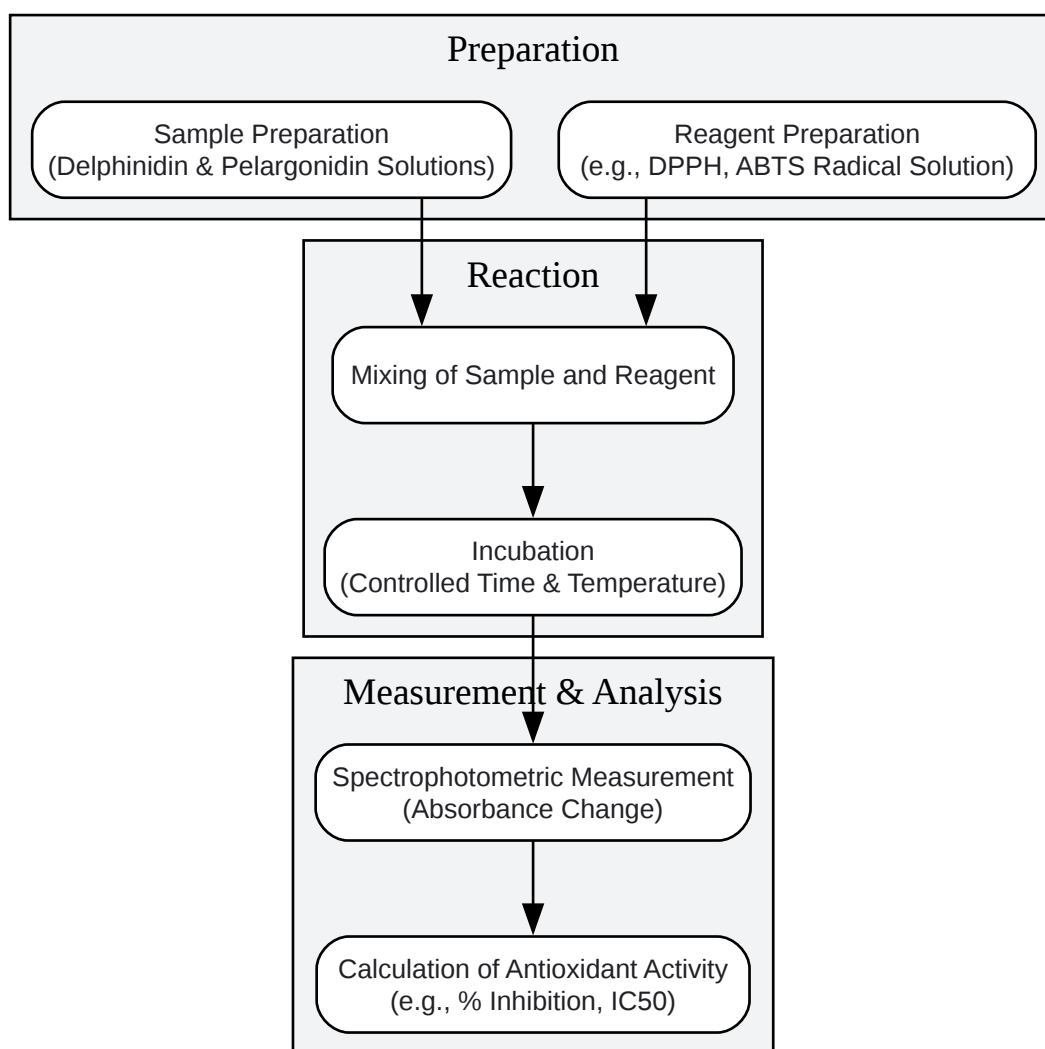 Preparation
Sample Preparation
(Delphinidin & Pelargonidin Solutions)
Reagent Preparation
(e.g., DPPH, ABTS Radical Solution)
Reaction
Mixing of Sample and Reagent
Incubation
(Controlled Time & Temperature)
Measurement & Analysis
Spectrophotometric Measurement
(Absorbance Change)
Calculation of Antioxidant Activity
(e.g., % Inhibition, IC50)